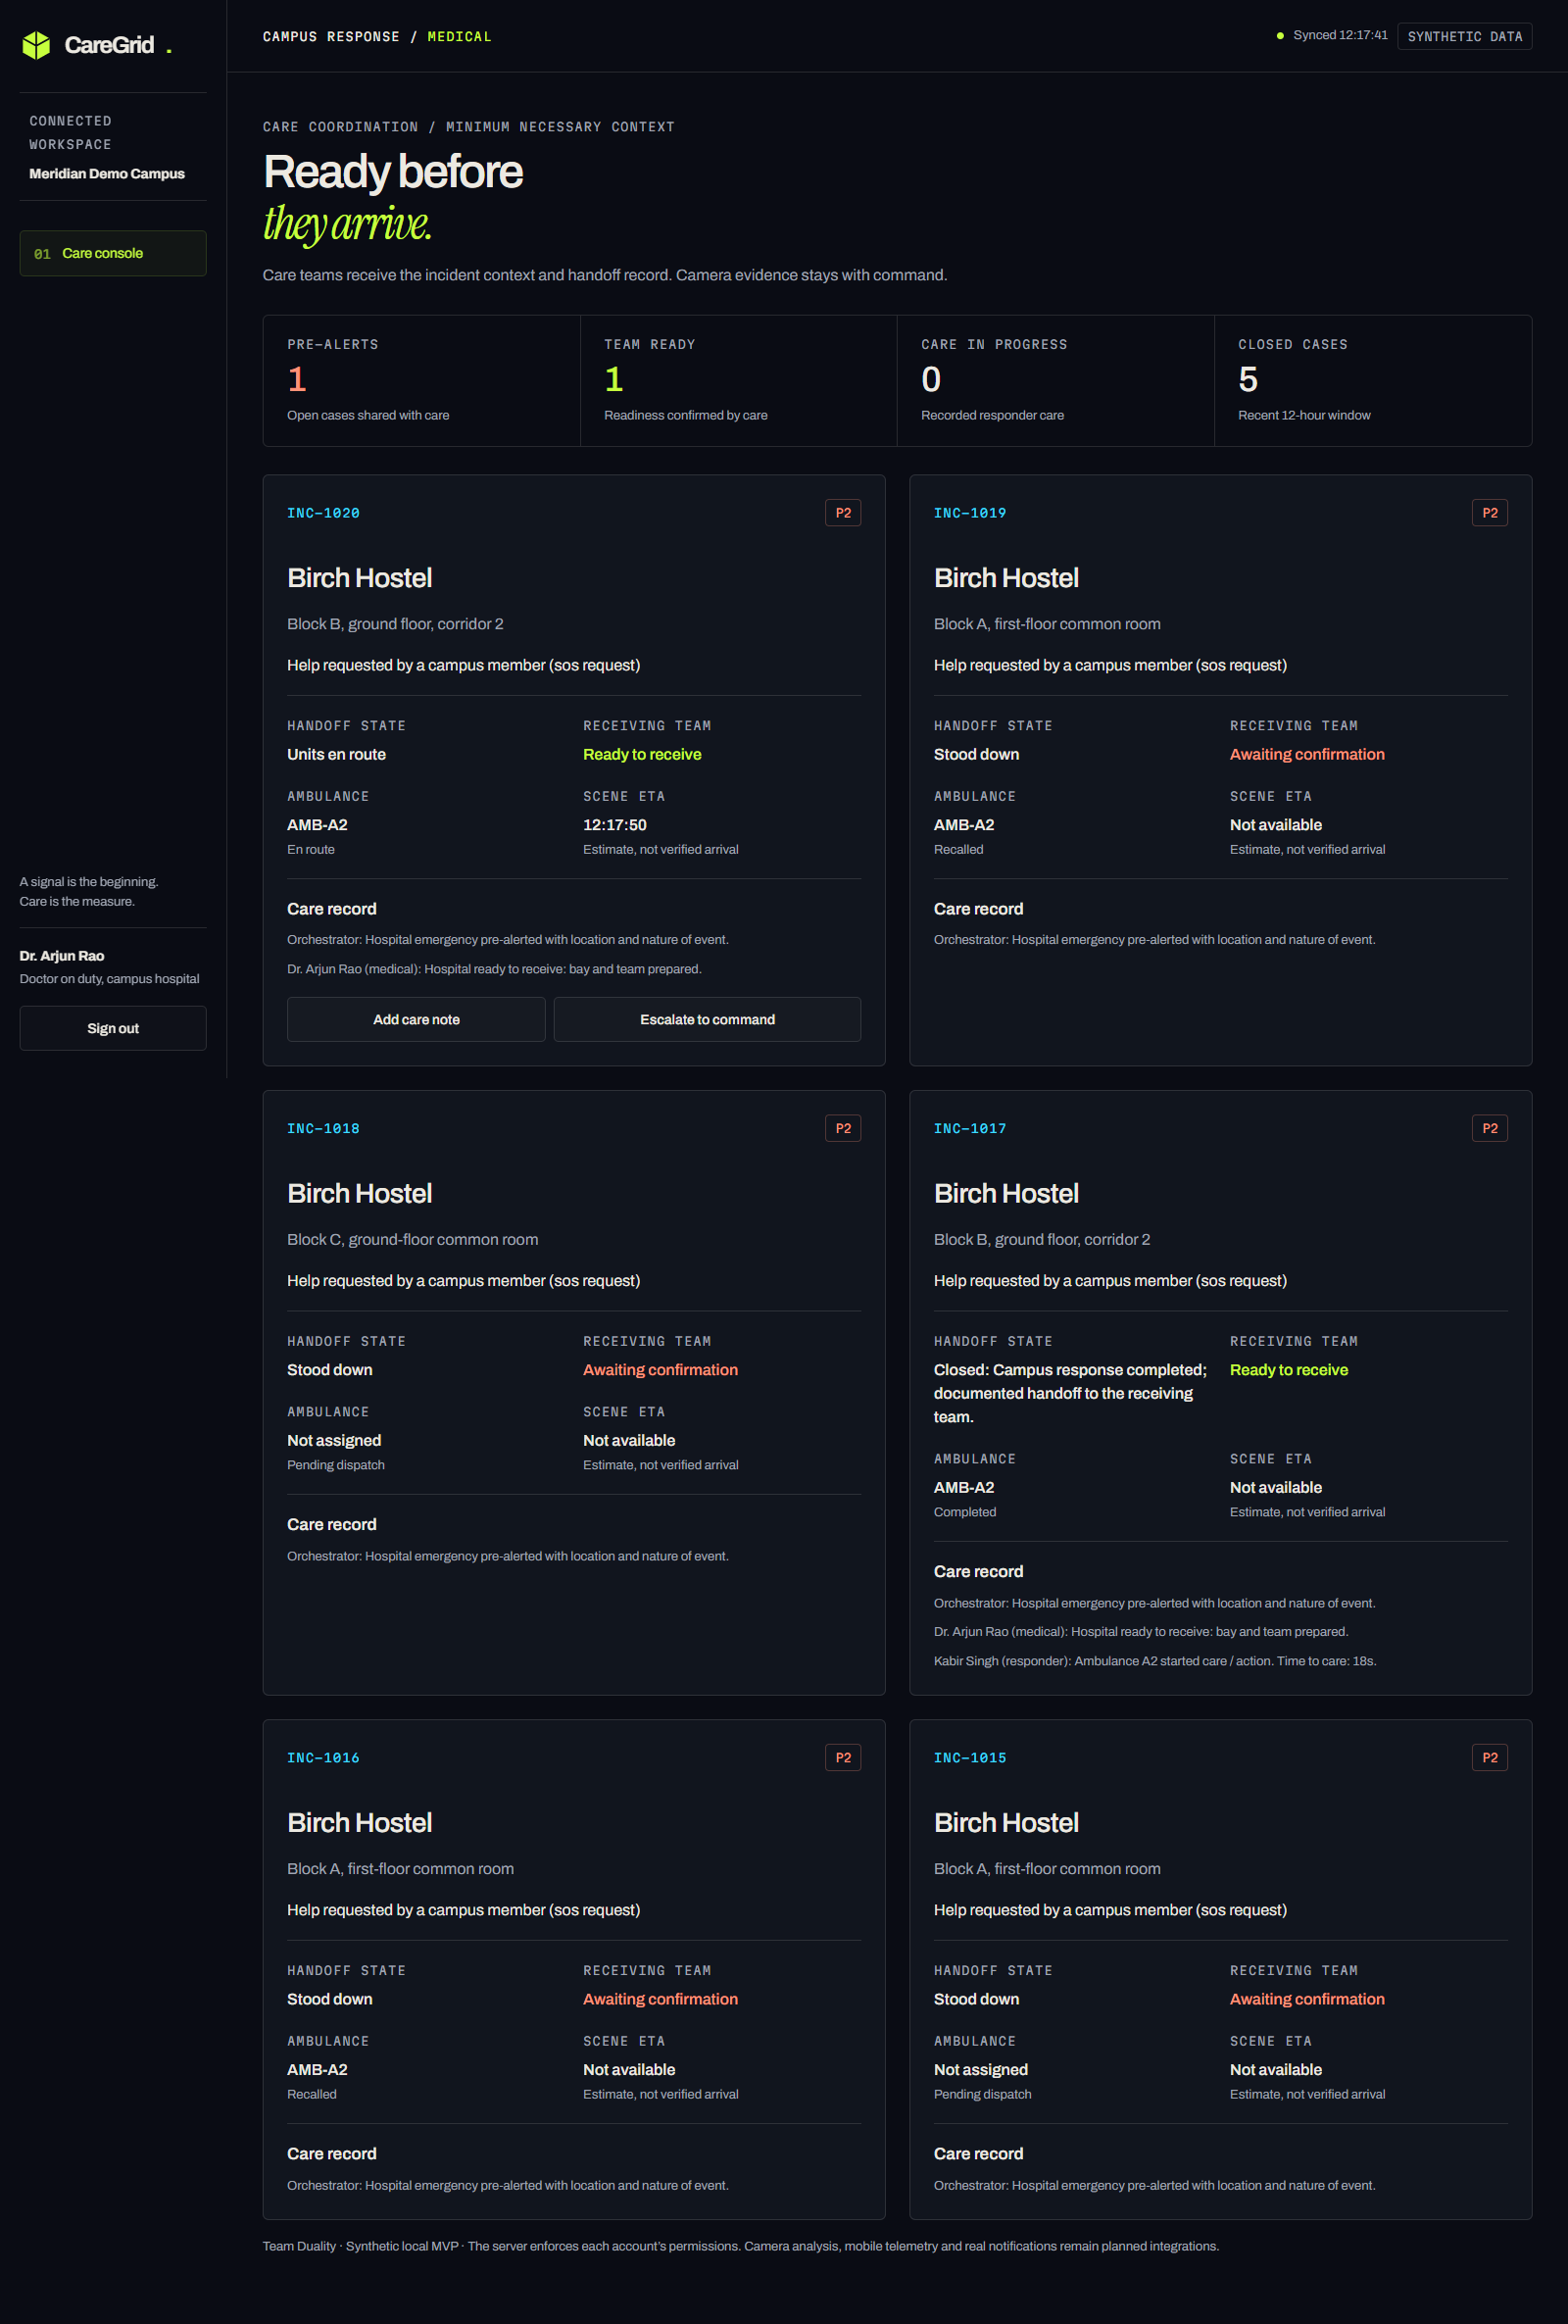 CareGrid .
CONNECTED
WORKSPACE
Meridian Demo Campus
01 Care console
A signal is the beginning.
Care is the measure.
Dr. Arjun Rao
Doctor on duty, campus hospital
Sign out
CAMPUS RESPONSE / MEDICAL
Synced 12:17:41
SYNTHETIC DATA
CARE COORDINATION / MINIMUM NECESSARY CONTEXT
Ready before
they arrive.
Care teams receive the incident context and handoff record. Camera evidence stays with command.
PRE-ALERTS
1
Open cases shared with care
TEAM READY
1
Readiness confirmed by care
CARE IN PROGRESS
0
Recorded responder care
CLOSED CASES
5
Recent 12-hour window
INC-1020
P2
Birch Hostel
Block B, ground floor, corridor 2
Help requested by a campus member (sos request)
HANDOFF STATE
Units en route
RECEIVING TEAM
Ready to receive
AMBULANCE
AMB-A2
En route
SCENE ETA
12:17:50
Estimate, not verified arrival
Care record
Orchestrator: Hospital emergency pre-alerted with location and nature of event.
Dr. Arjun Rao (medical): Hospital ready to receive: bay and team prepared.
Add care note
Escalate to command
INC-1019
P2
Birch Hostel
Block A, first-floor common room
Help requested by a campus member (sos request)
HANDOFF STATE
Stood down
RECEIVING TEAM
Awaiting confirmation
AMBULANCE
AMB-A2
Recalled
SCENE ETA
Not available
Estimate, not verified arrival
Care record
Orchestrator: Hospital emergency pre-alerted with location and nature of event.
INC-1018
P2
Birch Hostel
Block C, ground-floor common room
Help requested by a campus member (sos request)
HANDOFF STATE
Stood down
RECEIVING TEAM
Awaiting confirmation
AMBULANCE
Not assigned
Pending dispatch
SCENE ETA
Not available
Estimate, not verified arrival
Care record
Orchestrator: Hospital emergency pre-alerted with location and nature of event.
INC-1017
P2
Birch Hostel
Block B, ground floor, corridor 2
Help requested by a campus member (sos request)
HANDOFF STATE
Closed: Campus response completed;
documented handoff to the receiving
team.
RECEIVING TEAM
Ready to receive
AMBULANCE
AMB-A2
Completed
SCENE ETA
Not available
Estimate, not verified arrival
Care record
Orchestrator: Hospital emergency pre-alerted with location and nature of event.
Dr. Arjun Rao (medical): Hospital ready to receive: bay and team prepared.
Kabir Singh (responder): Ambulance A2 started care / action. Time to care: 18s.
INC-1016
P2
Birch Hostel
Block A, first-floor common room
Help requested by a campus member (sos request)
HANDOFF STATE
Stood down
RECEIVING TEAM
Awaiting confirmation
AMBULANCE
AMB-A2
Recalled
SCENE ETA
Not available
Estimate, not verified arrival
Care record
Orchestrator: Hospital emergency pre-alerted with location and nature of event.
INC-1015
P2
Birch Hostel
Block A, first-floor common room
Help requested by a campus member (sos request)
HANDOFF STATE
Stood down
RECEIVING TEAM
Awaiting confirmation
AMBULANCE
Not assigned
Pending dispatch
SCENE ETA
Not available
Estimate, not verified arrival
Care record
Orchestrator: Hospital emergency pre-alerted with location and nature of event.
Team Duality · Synthetic local MVP · The server enforces each account's permissions. Camera analysis, mobile telemetry and real notifications remain planned integrations.